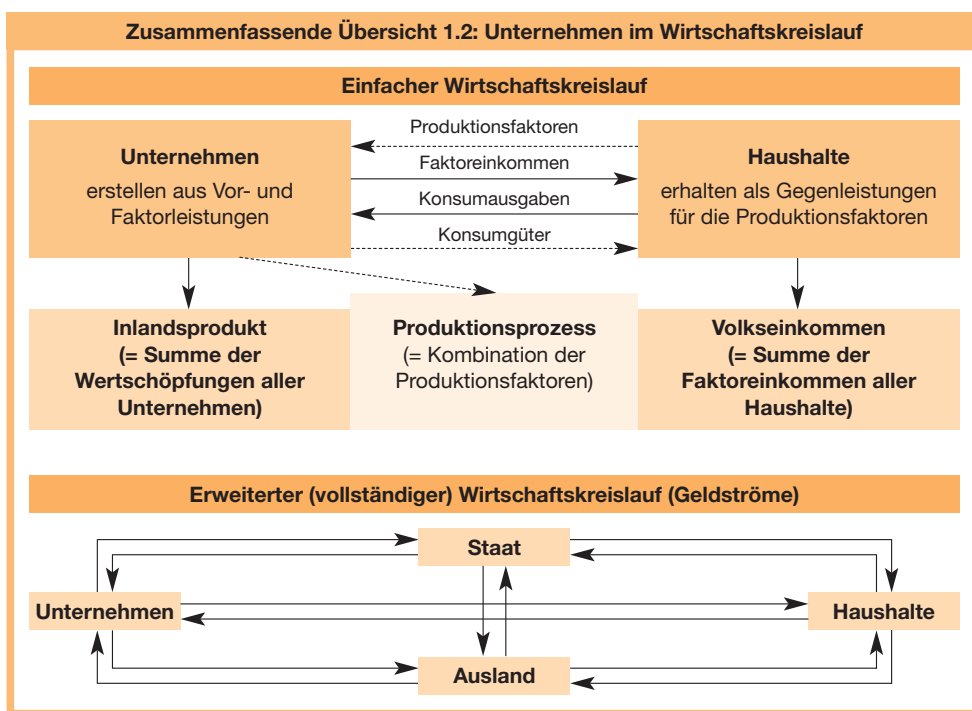 Zusammenfassende Übersicht 1.2: Unternehmen im Wirtschaftskreislauf
Einfacher Wirtschaftskreislauf
Unternehmen
erstellen aus Vor- und
Faktorleistungen
Produktionsfaktoren
Faktoreinkommen
Konsumausgaben
Konsumgüter
Haushalte
erhalten als Gegenleistungen
für die Produktionsfaktoren
Inlandsprodukt
(= Summe der
Wertschöpfungen aller
Unternehmen)
Produktionsprozess
(= Kombination der
Produktionsfaktoren)
Volkseinkommen
(= Summe der
Faktoreinkommen aller
Haushalte)
Erweiterter (vollständiger) Wirtschaftskreislauf (Geldströme)
Staat
Unternehmen
Haushalte
Ausland